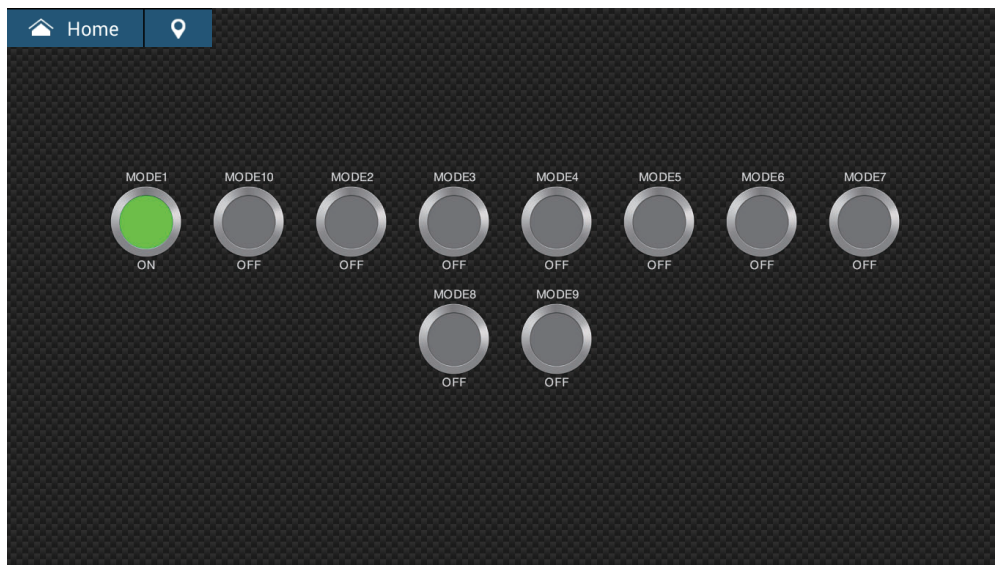 Home
MODE1 MODE10 MODE2 MODE3 MODE4 MODE5 MODE6 MODE7
ON OFF OFF OFF OFF OFF OFF OFF
MODE8 MODE9
OFF OFF